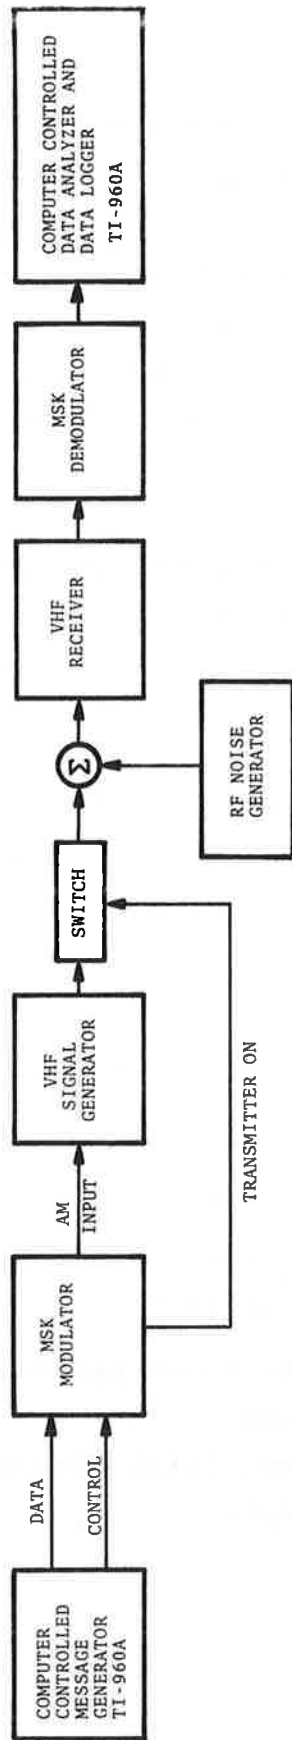 COMPUTER
CONTROLLED
MESSAGE
GENERATOR
TI-960A
DATA
CONTROL
MSK
MODULATOR
AM
INPUT
VHF
SIGNAL
GENERATOR
SWITCH
TRANSMITTER ON
Σ
RF NOISE
GENERATOR
VHF
RECEIVER
MSK
DEMODULATOR
COMPUTER CONTROLLED
DATA ANALYZER AND
DATA LOGGER
TI-960A